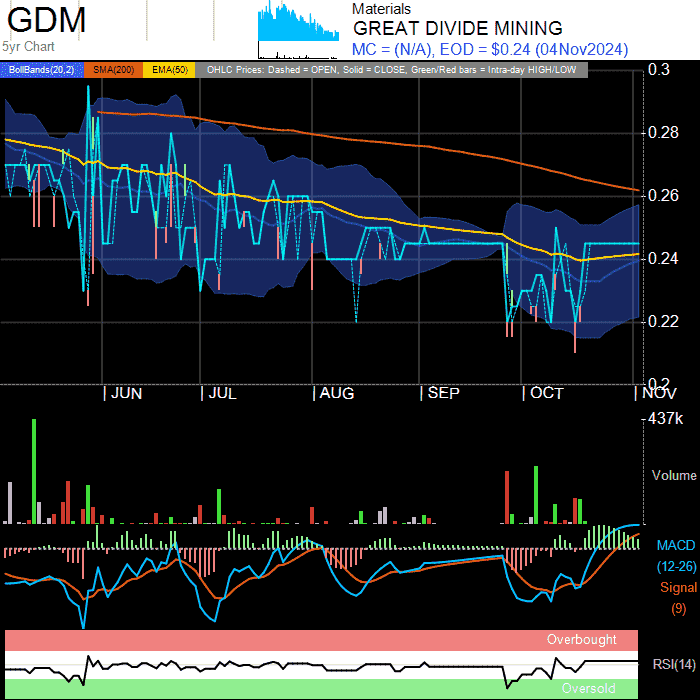 GDM
5yr Chart
Materials
GREAT DIVIDE MINING
MC = (N/A), EOD = $0.24 (04Nov2024)
BollBands(20,2) SMA(200) EMA(50) OHLC Prices: Dashed = OPEN, Solid = CLOSE, Green/Red bars = Intra-day HIGH/LOW
0.3
0.28
0.26
0.24
0.22
0.2
JUN JUL AUG SEP OCT NOV
437k
Volume
MACD
(12-26)
Signal
(9)
Overbought
RSI(14)
Oversold